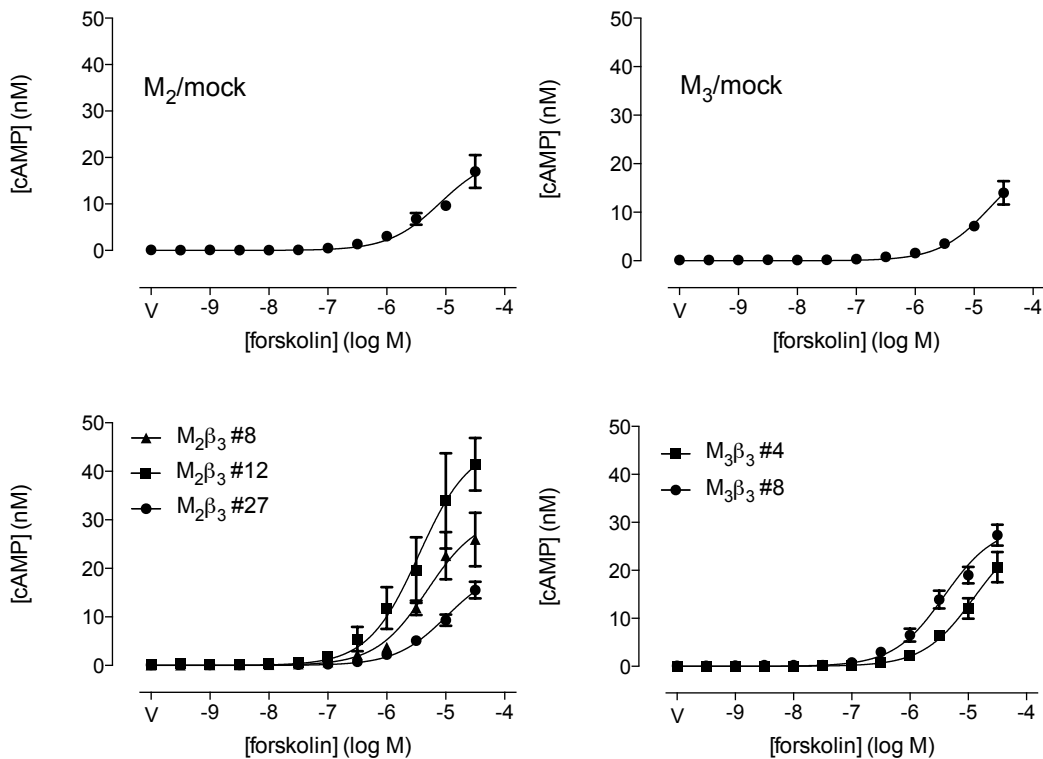 50
40
30
20
10
0
[cAMP] (nM)
M₂/mock
V -9 -8 -7 -6 -5 -4
[forskolin] (log M)
50
40
30
20
10
0
[cAMP] (nM)
M₃/mock
V -9 -8 -7 -6 -5 -4
[forskolin] (log M)
50
40
30
20
10
0
[cAMP] (nM)
M₂β₃ #8
M₂β₃ #12
M₂β₃ #27
V -9 -8 -7 -6 -5 -4
[forskolin] (log M)
50
40
30
20
10
0
[cAMP] (nM)
M₃β₃ #4
M₃β₃ #8
V -9 -8 -7 -6 -5 -4
[forskolin] (log M)